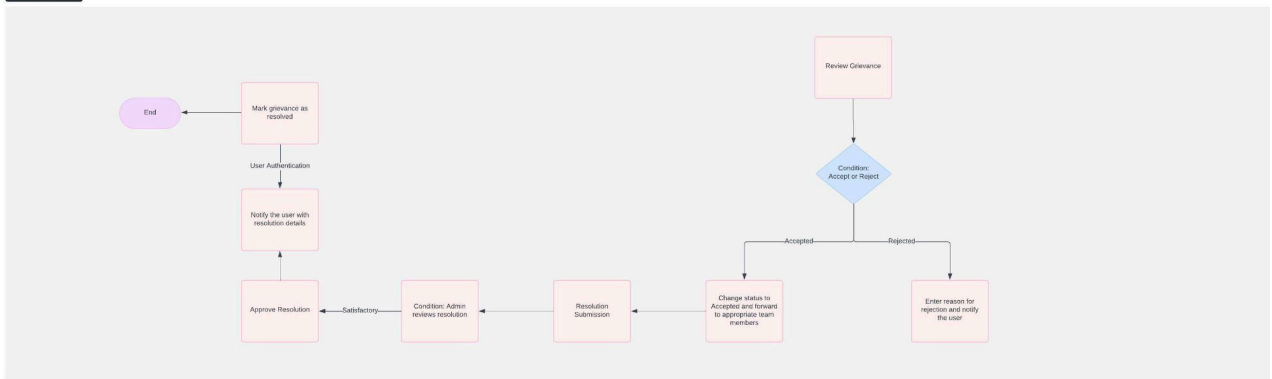 Review Grievance
End
Mark grievance as
resolved
User Authentication
Condition:
Accept or Reject
Notify the user with
resolution details
Accepted
Rejected
Approve Resolution
Satisfactory
Condition: Admin
reviews resolution
Resolution
Submission
Change status to
Accepted and forward
to appropriate team
members
Enter reason for
rejection and notify
the user